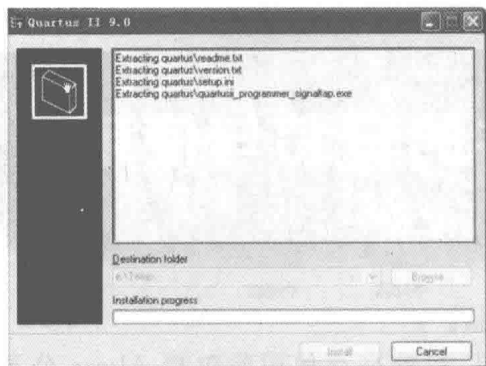 Quartus II 9.0
Extracting quartus\readme.txt
Extracting quartus\version.txt
Extracting quartus\setup.ini
Extracting quartus\quartusii_programmer_signaltap.exe
Destination folder
Browse
Installation progress
Install
Cancel